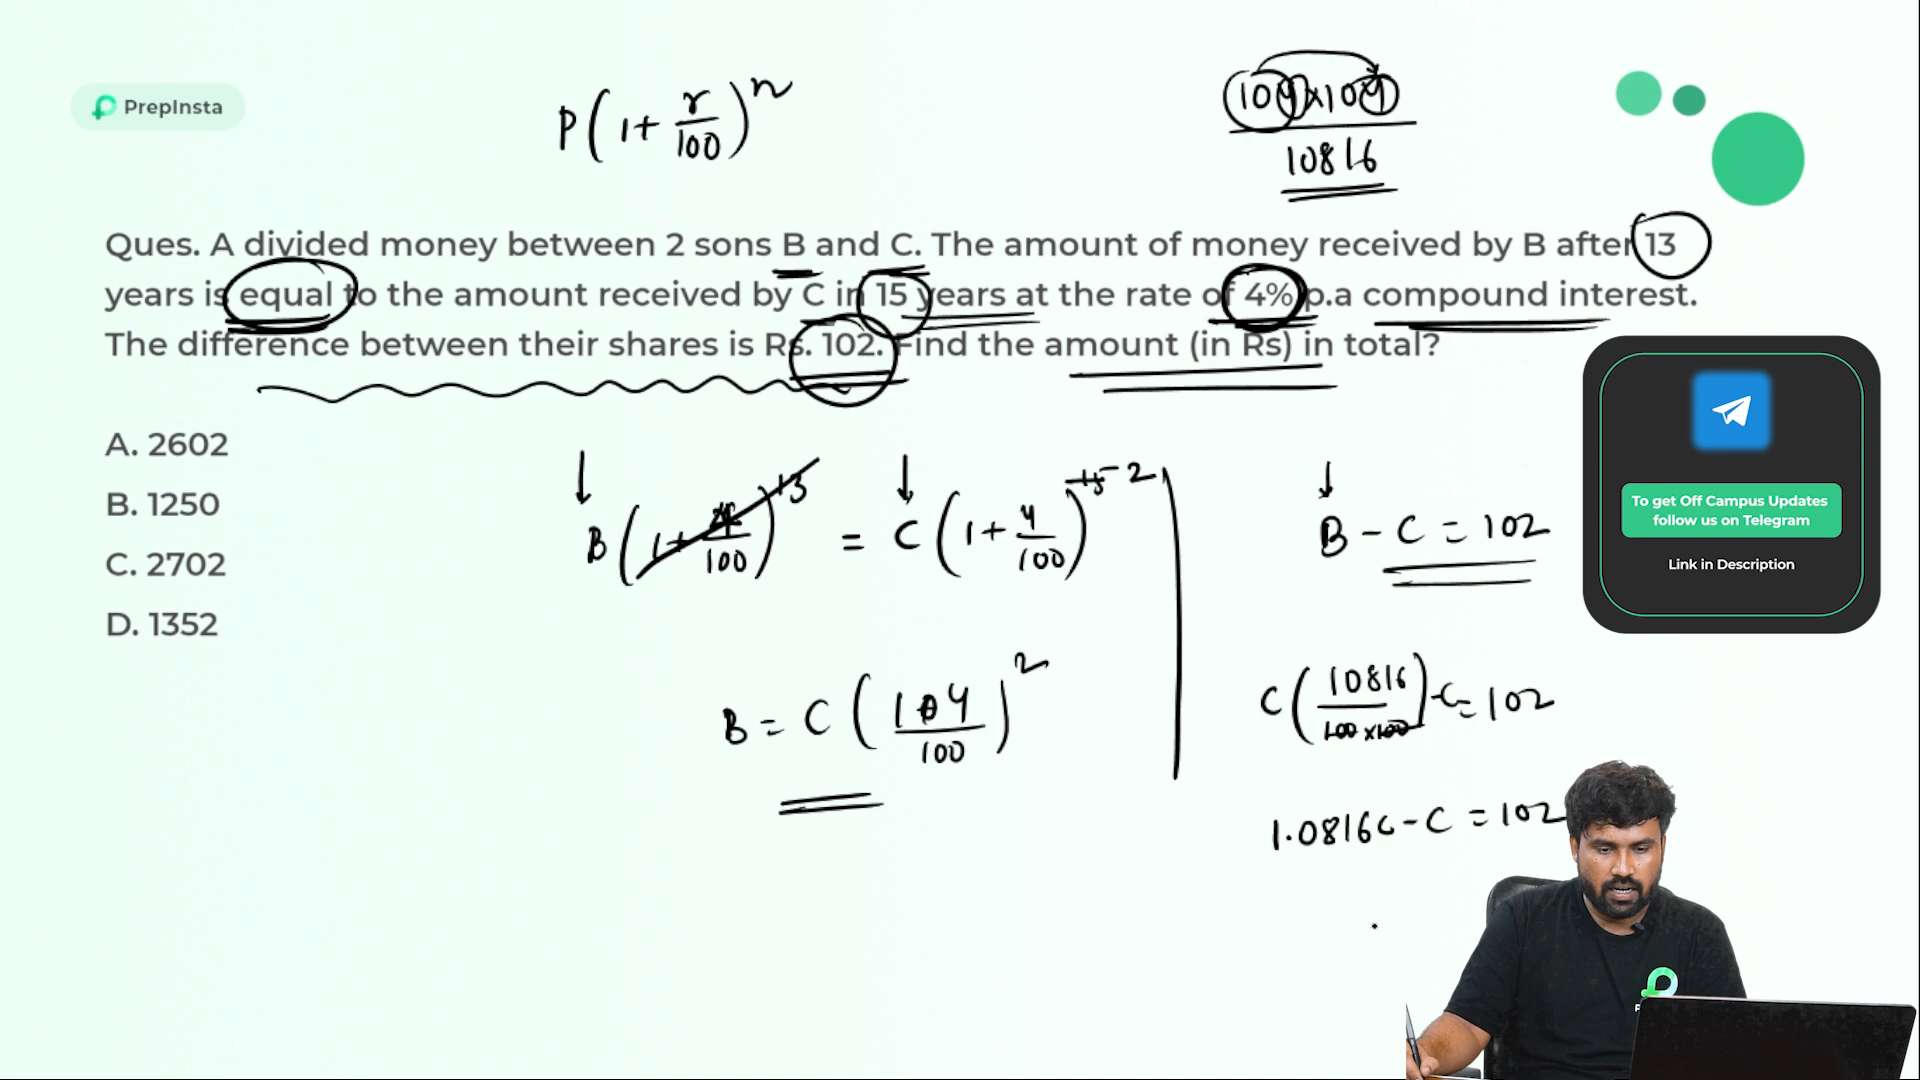 P(1+ r/100)^n
104×104
10816
PrepInsta
Ques. A divided money between 2 sons B and C. The amount of money received by B after 13
years is equal to the amount received by C in 15 years at the rate of 4% p.a compound interest.
The difference between their shares is Rs. 102. Find the amount (in Rs) in total?
A. 2602
B. 1250
C. 2702
D. 1352
B(1+ 4/100)^13 = C(1+ 4/100)^15 2
B - C = 102
B = C(104/100)^2
C(10816/100×100) - C = 102
1.0816C - C = 102
To get Off Campus Updates
follow us on Telegram
Link in Description